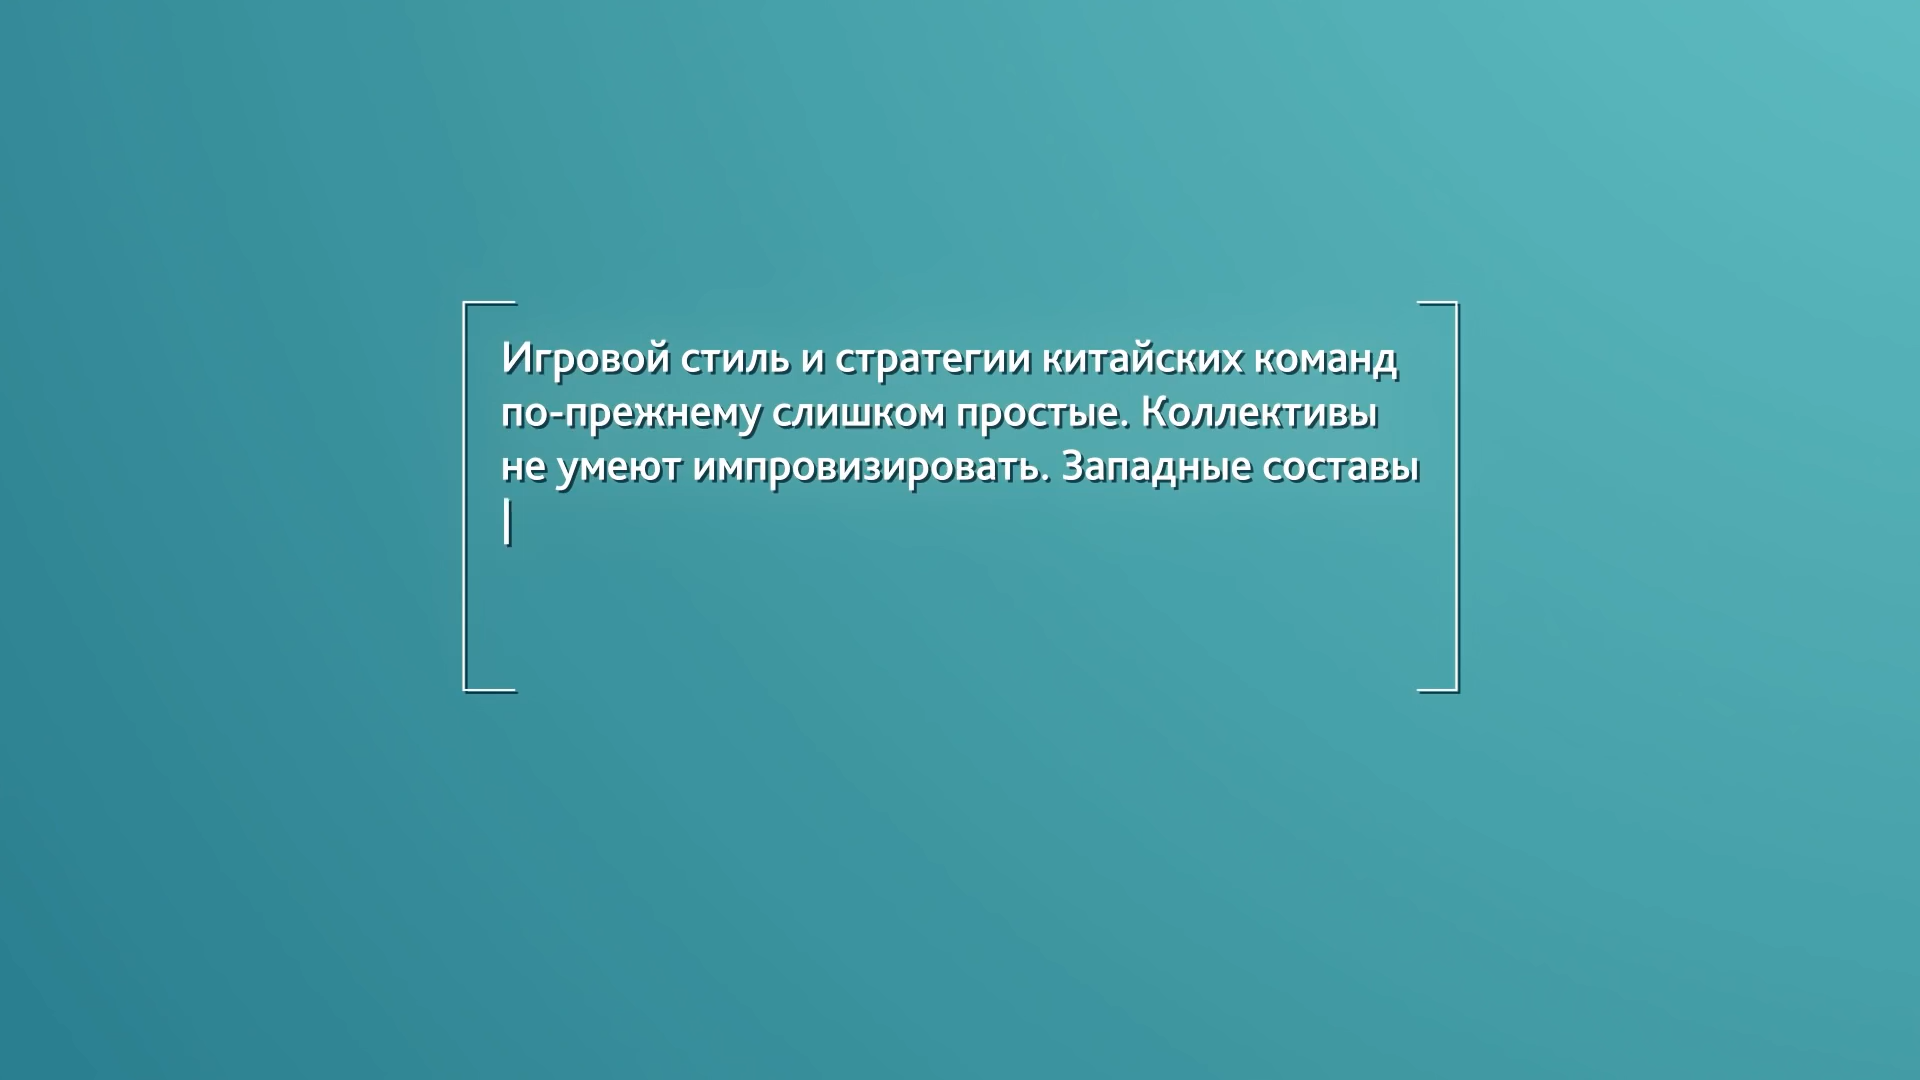 Игровой стиль и стратегии китайских команд
по-прежнему слишком простые. Коллективы
не умеют импровизировать. Западные составы